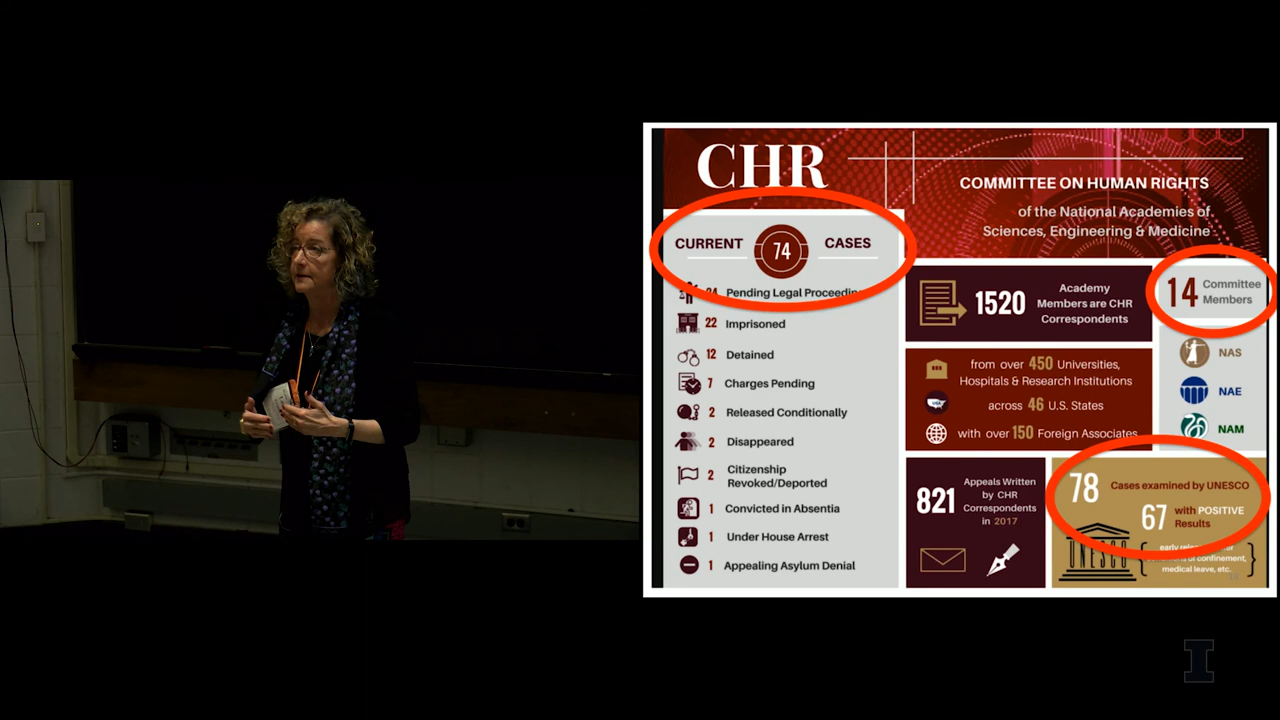 CHR
COMMITTEE ON HUMAN RIGHTS
of the National Academies of
Sciences, Engineering & Medicine
CURRENT 74 CASES
Pending Legal
22 Imprisoned
12 Detained
7 Charges Pending
2 Released Conditionally
2 Disappeared
2 Citizenship
Revoked/Deported
1 Convicted in Absentia
1 Under House Arrest
1 Appealing Asylum Denial
1520 Academy
Members are CHR
Correspondents
from over 450 Universities,
Hospitals & Research Institutions
USA
across 46 U.S. States
with over 150 Foreign Associates
14 Committee
Members
NAS
NAE
NAM
821 Appeals Written
by CHR
Correspondents
in 2017
78 Cases examined by UNESCO
67 with POSITIVE
Results
UNESCO
early
of confinement,
medical leave, etc.
I